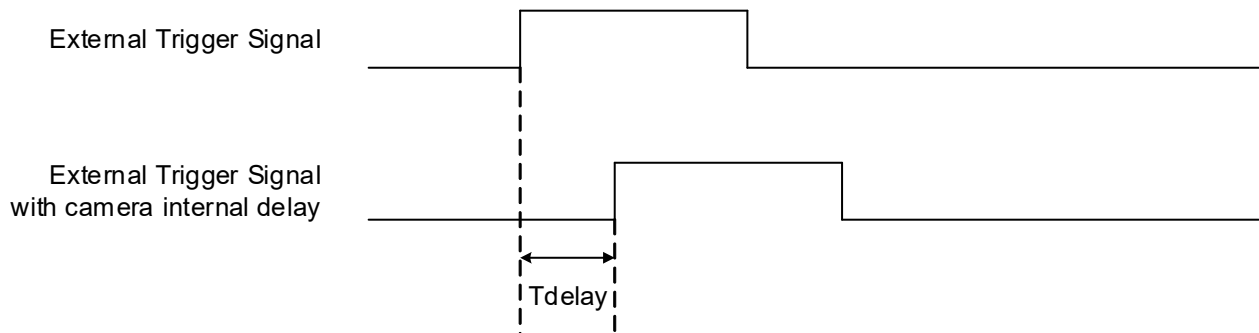 External Trigger Signal
External Trigger Signal
with camera internal delay
Tdelay